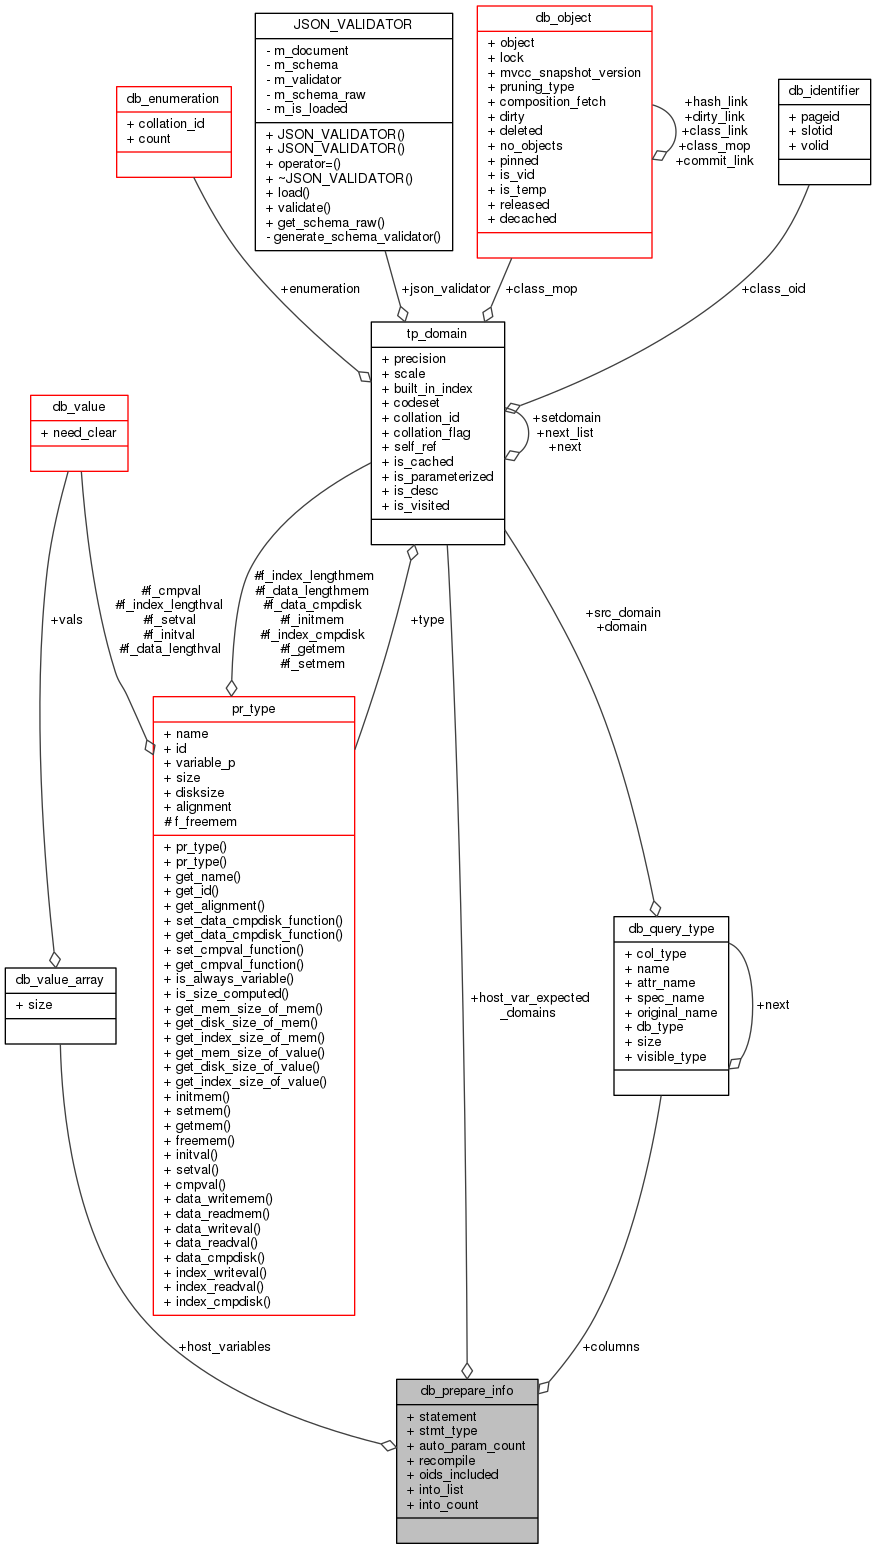 JSON_VALIDATOR
- m_document
- m_schema
- m_validator
- m_schema_raw
- m_is_loaded
+ JSON_VALIDATOR()
+ JSON_VALIDATOR()
+ operator=()
+ ~JSON_VALIDATOR()
+ load()
+ validate()
+ get_schema_raw()
- generate_schema_validator()
db_object
+ object
+ lock
+ mvcc_snapshot_version
+ pruning_type
+ composition_fetch
+ dirty
+ deleted
+ no_objects
+ pinned
+ is_vid
+ is_temp
+ released
+ decached
+hash_link
+dirty_link
+class_link
+class_mop
+commit_link
db_enumeration
+ collation_id
+ count
db_identifier
+ pageid
+ slotid
+ volid
+enumeration
+json_validator
+class_mop
+class_oid
tp_domain
+ precision
+ scale
+ built_in_index
+ codeset
+ collation_id
+ collation_flag
+ self_ref
+ is_cached
+ is_parameterized
+ is_desc
+ is_visited
+setdomain
+next_list
+next
db_value
+ need_clear
+vals
#f_cmpval
#f_index_lengthval
#f_setval
#f_initval
#f_data_lengthval
#f_index_lengthmem
#f_data_lengthmem
#f_data_cmpdisk
#f_initmem
#f_index_cmpdisk
#f_getmem
#f_setmem
+type
+src_domain
+domain
pr_type
+ name
+ id
+ variable_p
+ size
+ disksize
+ alignment
# f_freemem
+ pr_type()
+ pr_type()
+ get_name()
+ get_id()
+ get_alignment()
+ set_data_cmpdisk_function()
+ get_data_cmpdisk_function()
+ set_cmpval_function()
+ get_cmpval_function()
+ is_always_variable()
+ is_size_computed()
+ get_mem_size_of_mem()
+ get_disk_size_of_mem()
+ get_index_size_of_mem()
+ get_mem_size_of_value()
+ get_disk_size_of_value()
+ get_index_size_of_value()
+ initmem()
+ setmem()
+ getmem()
+ freemem()
+ initval()
+ setval()
+ cmpval()
+ data_writemem()
+ data_readmem()
+ data_writeval()
+ data_readval()
+ data_cmpdisk()
+ index_writeval()
+ index_readval()
+ index_cmpdisk()
db_value_array
+ size
+host_var_expected
_domains
db_query_type
+ col_type
+ name
+ attr_name
+ spec_name
+ original_name
+ db_type
+ size
+ visible_type
+next
+host_variables
+columns
db_prepare_info
+ statement
+ stmt_type
+ auto_param_count
+ recompile
+ oids_included
+ into_list
+ into_count